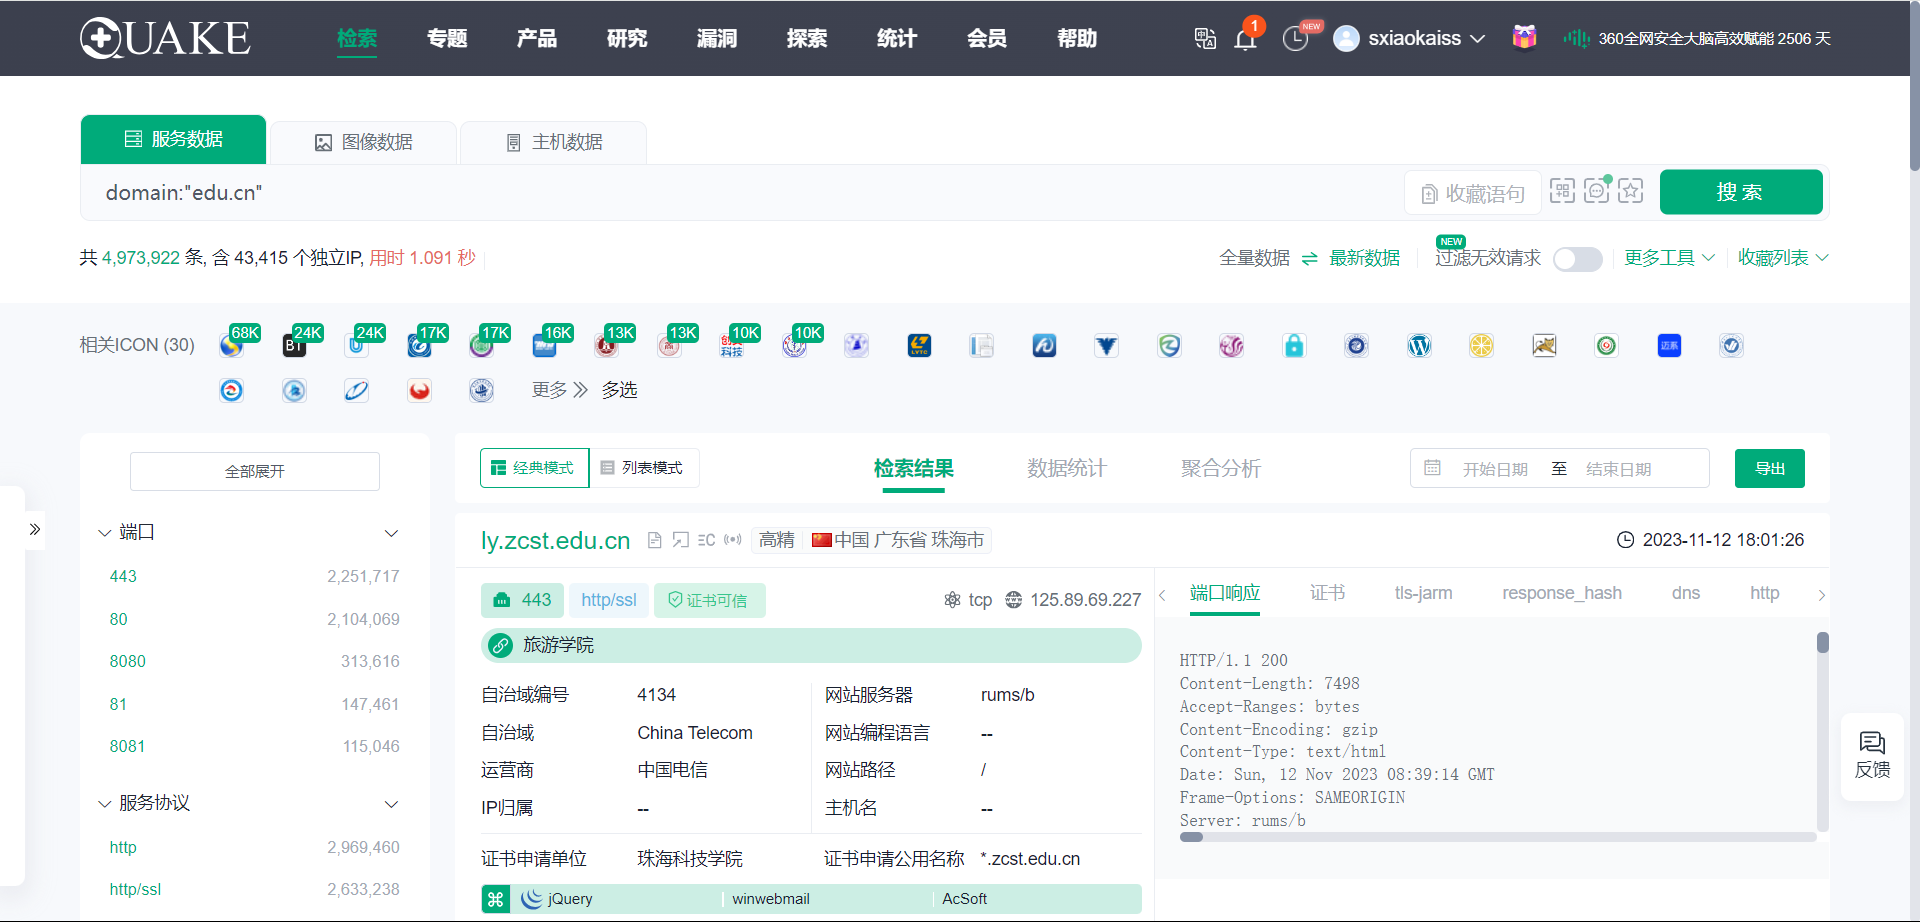 QUAKE 检索 专题 产品 研究 漏洞 探索 统计 会员 帮助 1 NEW sxiaokaiss 360全网安全大脑高效赋能 2506 天
服务数据 图像数据 主机数据
domain:"edu.cn" 收藏语句 搜 索
共 4,973,922 条, 含 43,415 个独立IP, 用时 1.091 秒 全量数据 最新数据 NEW 过滤无效请求 更多工具 收藏列表
相关ICON (30) 68K 24K 24K 17K 17K 16K 13K 13K 10K 10K
更多 多选
全部展开
端口
443 2,251,717
80 2,104,069
8080 313,616
81 147,461
8081 115,046
服务协议
http 2,969,460
http/ssl 2,633,238
经典模式 列表模式 检索结果 数据统计 聚合分析 开始日期 至 结束日期 导出
ly.zcst.edu.cn 高精 中国 广东省 珠海市 2023-11-12 18:01:26
443 http/ssl 证书可信 tcp 125.89.69.227
旅游学院
自治域编号 4134 网站服务器 rums/b
自治域 China Telecom 网站编程语言 --
运营商 中国电信 网站路径 /
IP归属 -- 主机名 --
证书申请单位 珠海科技学院 证书申请公用名称 *.zcst.edu.cn
jQuery winwebmail AcSoft
端口响应 证书 tls-jarm response_hash dns http
HTTP/1.1 200
Content-Length: 7498
Accept-Ranges: bytes
Content-Encoding: gzip
Content-Type: text/html
Date: Sun, 12 Nov 2023 08:39:14 GMT
Frame-Options: SAMEORIGIN
Server: rums/b
反馈